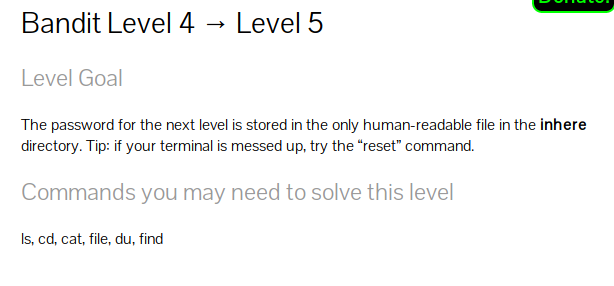 Donate!
Bandit Level 4 → Level 5
Level Goal
The password for the next level is stored in the only human-readable file in the inhere
directory. Tip: if your terminal is messed up, try the “reset” command.
Commands you may need to solve this level
ls, cd, cat, file, du, find